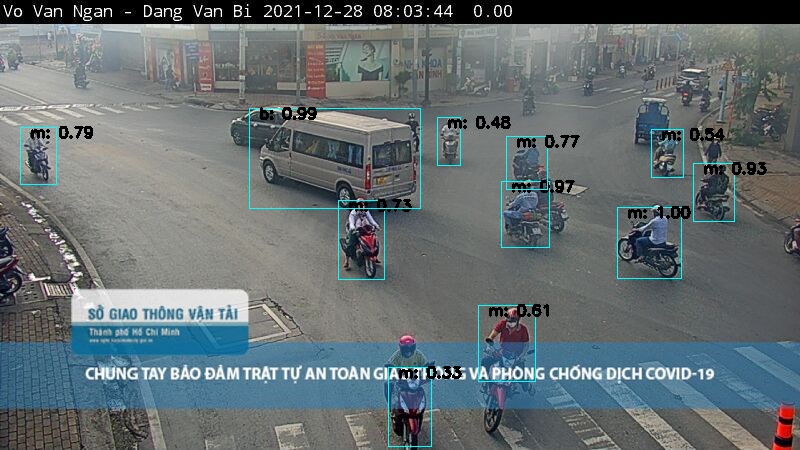 Vo Van Ngan - Dang Van Bi 2021-12-28 08:03:44 0.00
b: 0.99
m: 0.79
m: 0.48
m: 0.77
m: 0.54
m: 0.93
m: 0.97
m: 0.73
m: 1.00
m: 0.61
SỞ GIAO THÔNG VẬN TẢI
Thành phố Hồ Chí Minh
m: 0.33
CHUNG TAY BẢO ĐẢM TRẬT TỰ AN TOÀN GIAO THÔNG VÀ PHÒNG CHỐNG DỊCH COVID-19